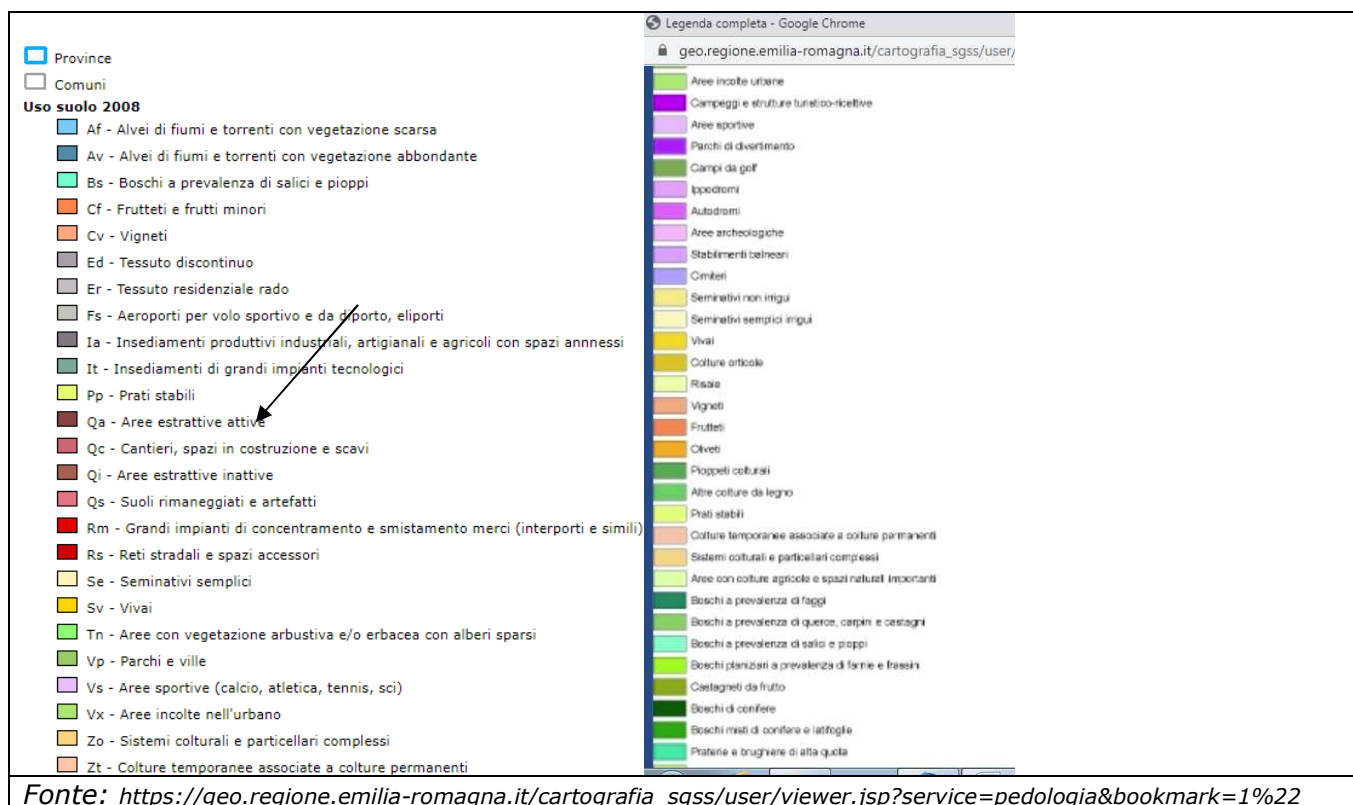 Province
Comuni
Uso suolo 2008
Af - Alvei di fiumi e torrenti con vegetazione scarsa
Av - Alvei di fiumi e torrenti con vegetazione abbondante
Bs - Boschi a prevalenza di salici e pioppi
Cf - Frutteti e frutti minori
Cv - Vigneti
Ed - Tessuto discontinuo
Er - Tessuto residenziale rado
Fs - Aeroporti per volo sportivo e da diporto, eliporti
Ia - Insediamenti produttivi industriali, artigianali e agricoli con spazi annnessi
It - Insediamenti di grandi impianti tecnologici
Pp - Prati stabili
Qa - Aree estrattive attive
Qc - Cantieri, spazi in costruzione e scavi
Qi - Aree estrattive inattive
Qs - Suoli rimaneggiati e artefatti
Rm - Grandi impianti di concentramento e smistamento merci (interporti e simili)
Rs - Reti stradali e spazi accessori
Se - Seminativi semplici
Sv - Vivai
Tn - Aree con vegetazione arbustiva e/o erbacea con alberi sparsi
Vp - Parchi e ville
Vs - Aree sportive (calcio, atletica, tennis, sci)
Vx - Aree incolte nell'urbano
Zo - Sistemi colturali e particellari complessi
Zt - Colture temporanee associate a colture permanenti
Legenda completa - Google Chrome
geo.regione.emilia-romagna.it/cartografia_sgss/user/
Aree incolte urbane
Campeggi e strutture turistico-ricettive
Aree sportive
Parchi di divertimento
Campi da golf
Ippodromi
Autodromi
Aree archeologiche
Stabilimenti balneari
Cimiteri
Seminativi non irrigui
Seminativi semplici irrigui
Vivai
Colture orticole
Risaie
Vigneti
Frutteti
Oliveti
Pioppeti colturali
Altre colture da legno
Prati stabili
Colture temporanee associate a colture permanenti
Sistemi colturali e particellari complessi
Aree con colture agricole e spazi naturali importanti
Boschi a prevalenza di faggi
Boschi a prevalenza di querce, carpini e castagni
Boschi a prevalenza di salici e pioppi
Boschi planiziari a prevalenza di farnie e frassini
Castagneti da frutto
Boschi di conifere
Boschi misti di conifere e latifoglie
Praterie e brughiere di alta quota
Fonte: https://geo.regione.emilia-romagna.it/cartografia_sgss/user/viewer.jsp?service=pedologia&bookmark=1%22